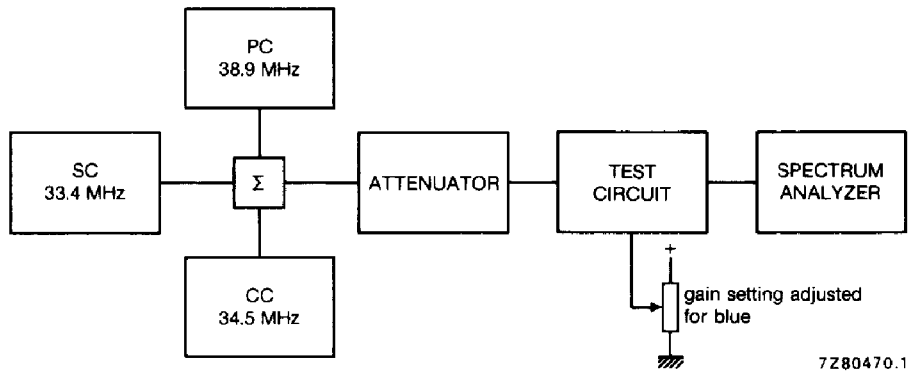 PC
38.9 MHz
SC
33.4 MHz
Σ
ATTENUATOR
TEST
CIRCUIT
SPECTRUM
ANALYZER
CC
34.5 MHz
+
gain setting adjusted
for blue
7Z80470.1